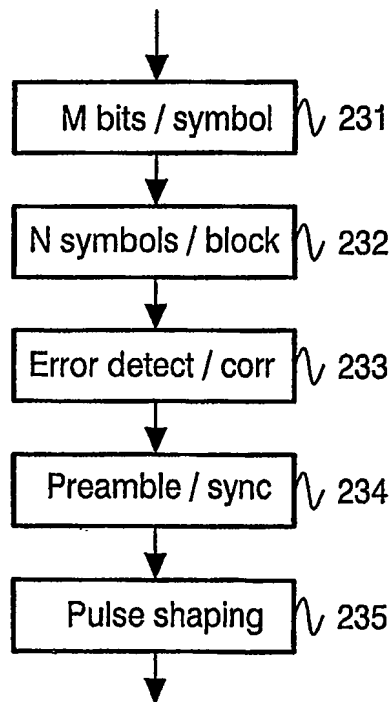 M bits / symbol 231
N symbols / block 232
Error detect / corr 233
Preamble / sync 234
Pulse shaping 235